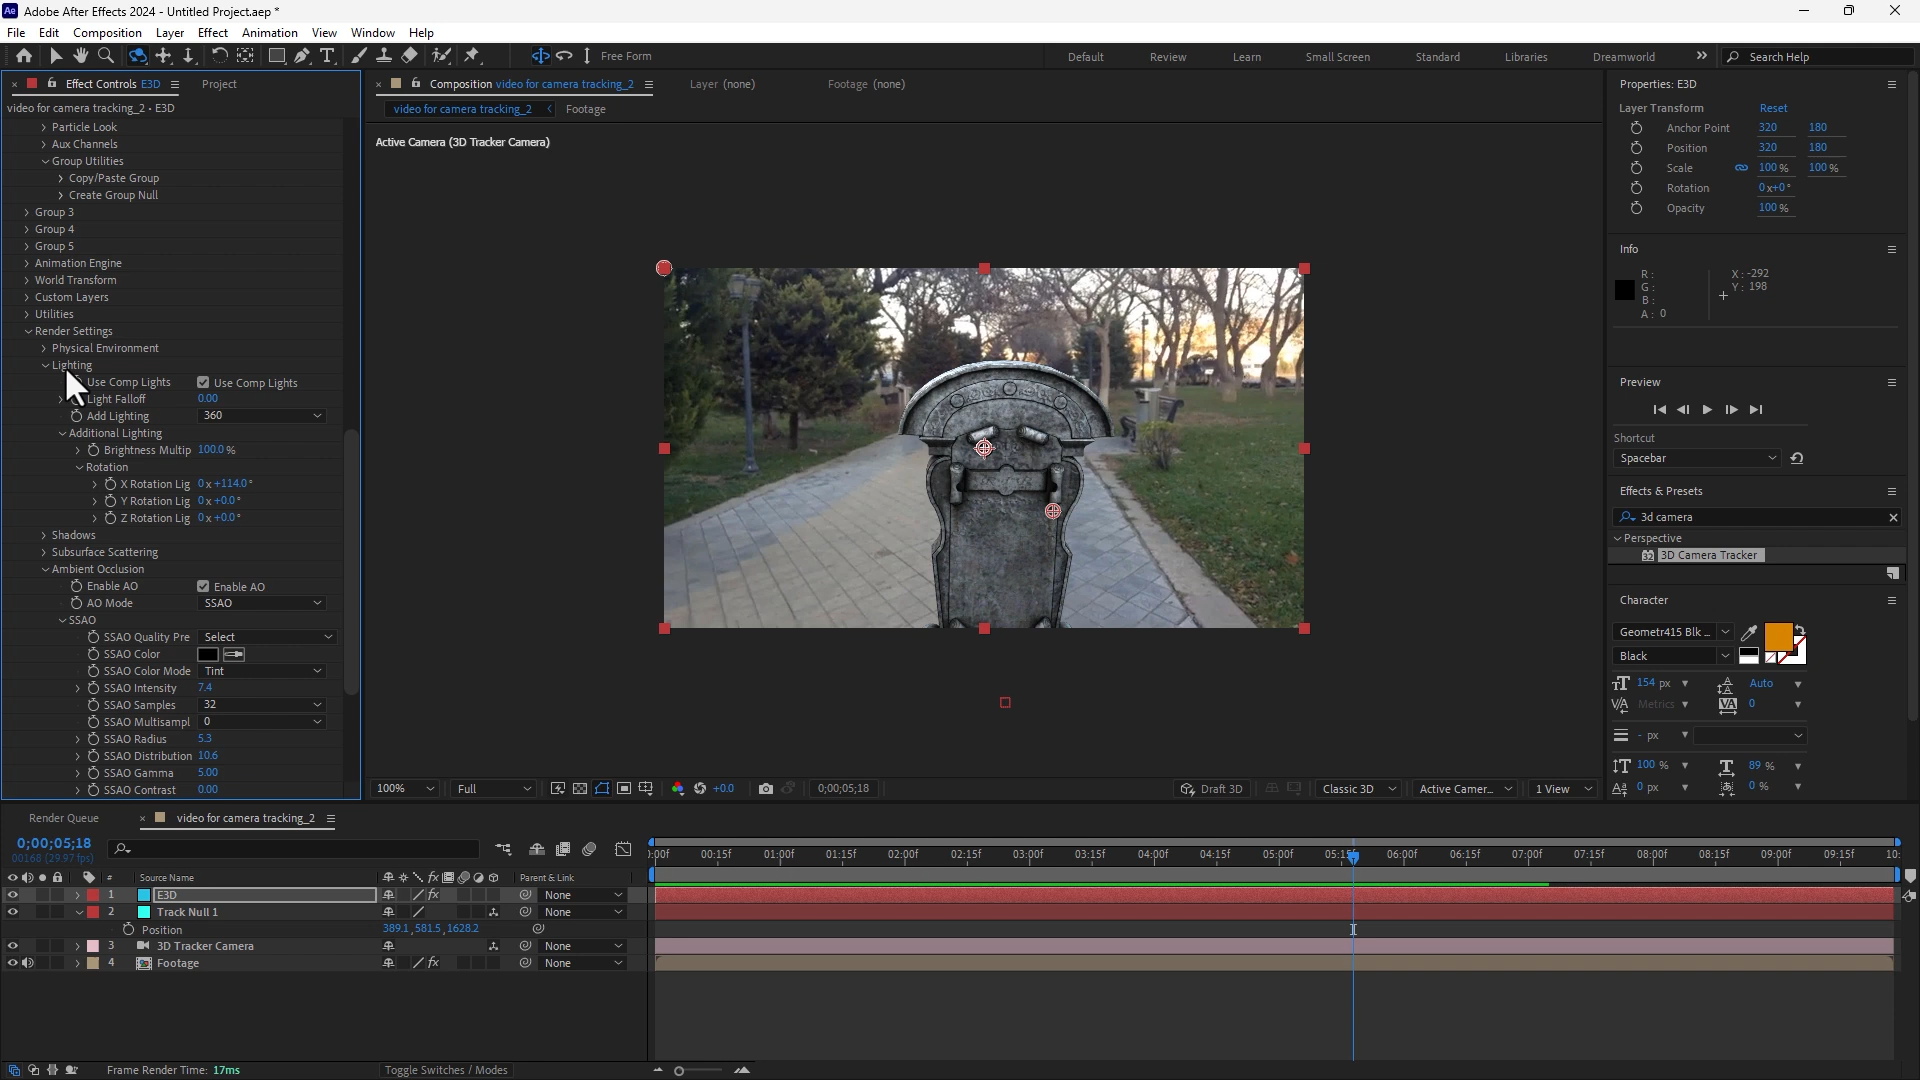 Ae Adobe After Effects 2024 - Untitled Project.aep *
File Edit Composition Layer Effect Animation View Window Help
Free Form Default Review Learn Small Screen Standard Libraries Dreamworld Search Help
Effect Controls E3D Project
video for camera tracking_2 • E3D
Particle Look
Aux Channels
Group Utilities
Copy/Paste Group
Create Group Null
Group 3
Group 4
Group 5
Animation Engine
World Transform
Custom Layers
Utilities
Render Settings
Physical Environment
Lighting
Use Comp Lights Use Comp Lights
Light Falloff 0.00
Add Lighting 360
Additional Lighting
Brightness Multip 100.0 %
Rotation
X Rotation Lig 0x+114.0°
Y Rotation Lig 0x+0.0°
Z Rotation Lig 0x+0.0°
Shadows
Subsurface Scattering
Ambient Occlusion
Enable AO Enable AO
AO Mode SSAO
SSAO
SSAO Quality Pre Select
SSAO Color
SSAO Color Mode Tint
SSAO Intensity 7.4
SSAO Samples 32
SSAO Multisampl 0
SSAO Radius 5.3
SSAO Distribution 10.6
SSAO Gamma 5.00
SSAO Contrast 0.00
Composition video for camera tracking_2 Layer (none) Footage (none)
video for camera tracking_2 Footage
Active Camera (3D Tracker Camera)
100% Full +0.0 0;00;05;18 Draft 3D Classic 3D Active Camer... 1 View
Properties: E3D
Layer Transform Reset
Anchor Point 320 180
Position 320 180
Scale 100 % 100 %
Rotation 0x+0°
Opacity 100 %
Info
R: X: -292
G: Y: 198
B:
A: 0
Preview
Shortcut
Spacebar
Effects & Presets
3d camera
Perspective
32 3D Camera Tracker
Character
Geometr415 Blk ...
Black
154 px Auto
Metrics 0
- px
100 % 89 %
0 px 0 %
Render Queue video for camera tracking_2
0;00;05;18
00168 (29.97 fps)
:00f 00:15f 01:00f 01:15f 02:00f 02:15f 03:00f 03:15f 04:00f 04:15f 05:00f 05:15f 06:00f 06:15f 07:00f 07:15f 08:00f 08:15f 09:00f 09:15f 10:
# Source Name Parent & Link
1 E3D None
2 Track Null 1 None
Position 389.1, 581.5, 1628.2
3 3D Tracker Camera None
4 Footage None
Frame Render Time: 17ms Toggle Switches / Modes